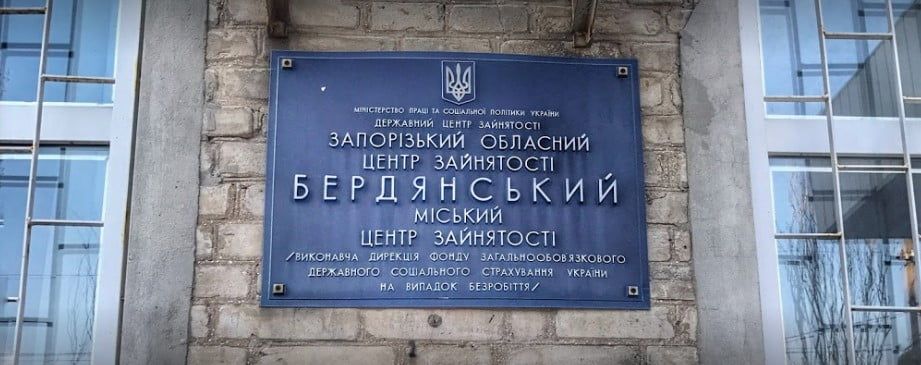 МІНІСТЕРСТВО ПРАЦІ ТА СОЦІАЛЬНОЇ ПОЛІТИКИ УКРАЇНИ
ДЕРЖАВНИЙ ЦЕНТР ЗАЙНЯТОСТІ
ЗАПОРІЗЬКИЙ ОБЛАСНИЙ
ЦЕНТР ЗАЙНЯТОСТІ
БЕРДЯНСЬКИЙ
МІСЬКИЙ
ЦЕНТР ЗАЙНЯТОСТІ
/ВИКОНАВЧА ДИРЕКЦІЯ ФОНДУ ЗАГАЛЬНООБОВ'ЯЗКОВОГО
ДЕРЖАВНОГО СОЦІАЛЬНОГО СТРАХУВАННЯ УКРАЇНИ
НА ВИПАДОК БЕЗРОБІТТЯ/